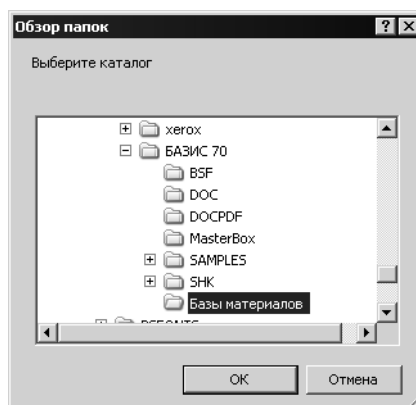 Обзор папок
Выберите каталог
xerox
БАЗИС 70
BSF
DOC
DOCPDF
MasterBox
SAMPLES
SHK
Базы материалов
OK
Отмена